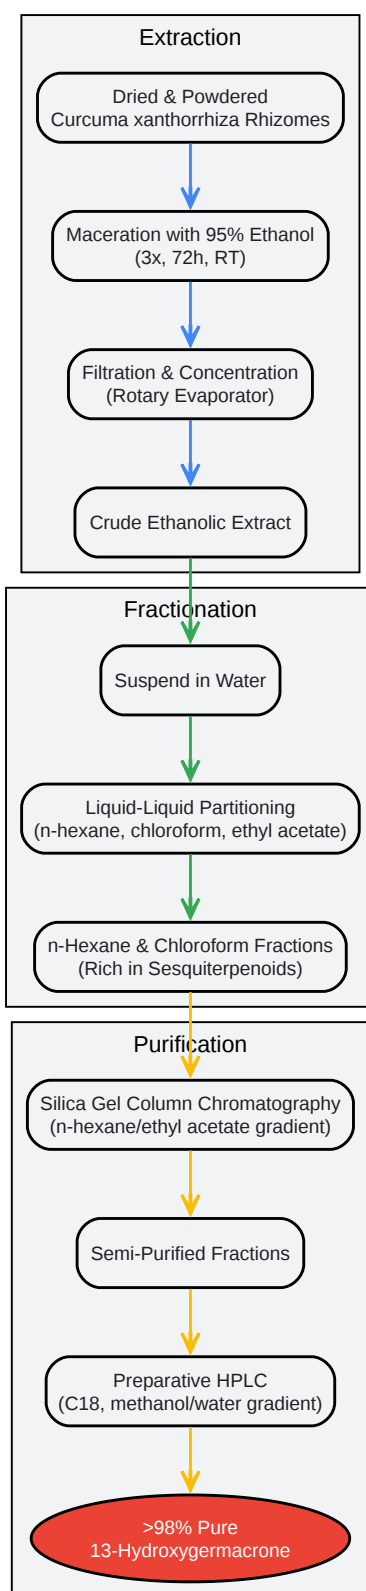 Extraction
Dried & Powdered
Curcuma xanthorrhiza Rhizomes
Maceration with 95% Ethanol
(3x, 72h, RT)
Filtration & Concentration
(Rotary Evaporator)
Crude Ethanolic Extract
Fractionation
Suspend in Water
Liquid-Liquid Partitioning
(n-hexane, chloroform, ethyl acetate)
n-Hexane & Chloroform Fractions
(Rich in Sesquiterpenoids)
Purification
Silica Gel Column Chromatography
(n-hexane/ethyl acetate gradient)
Semi-Purified Fractions
Preparative HPLC
(C18, methanol/water gradient)
>98% Pure
13-Hydroxygermacrone